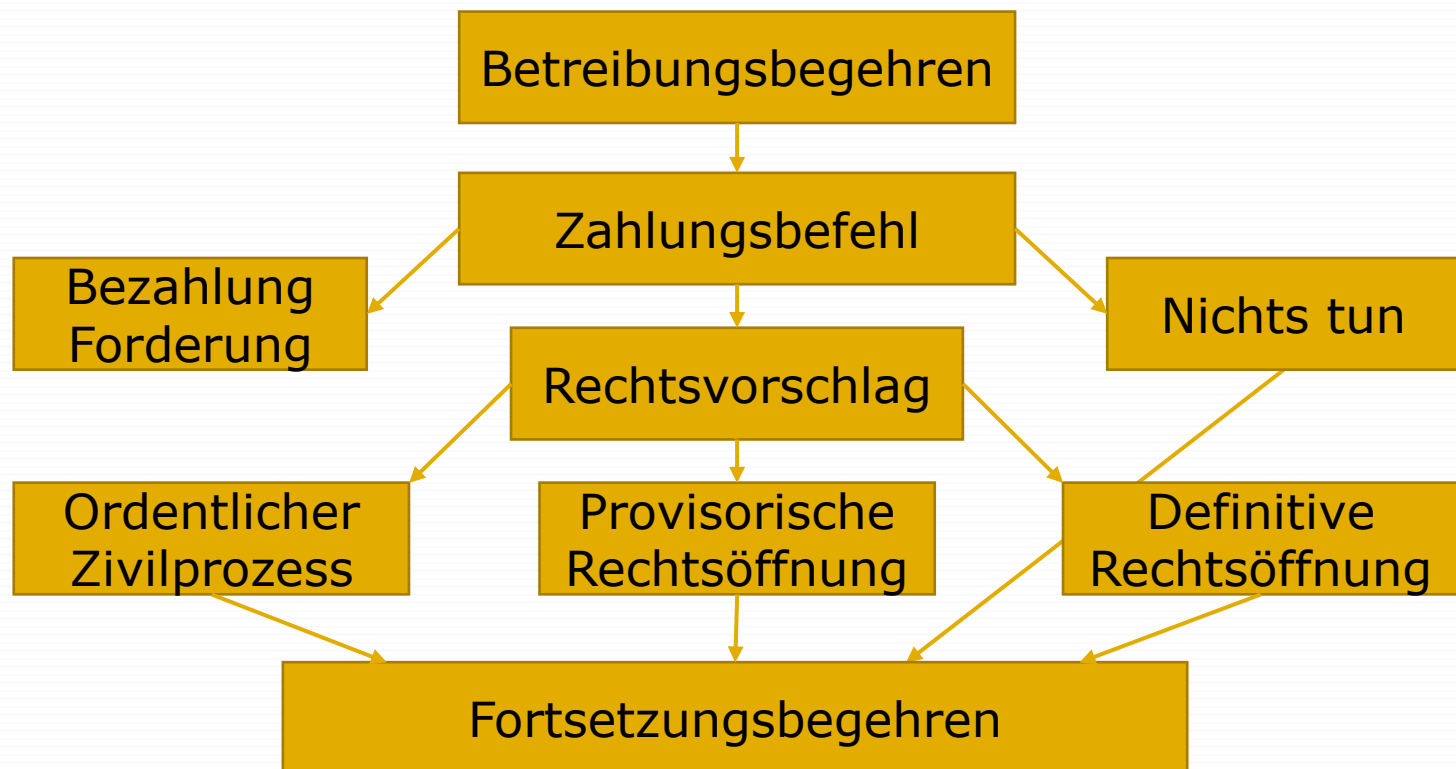 Betreibungsbegehren
Zahlungsbefehl
Bezahlung
Forderung
Nichts tun
Rechtsvorschlag
Ordentlicher
Zivilprozess
Provisorische
Rechtsöffnung
Definitive
Rechtsöffnung
Fortsetzungsbegehren